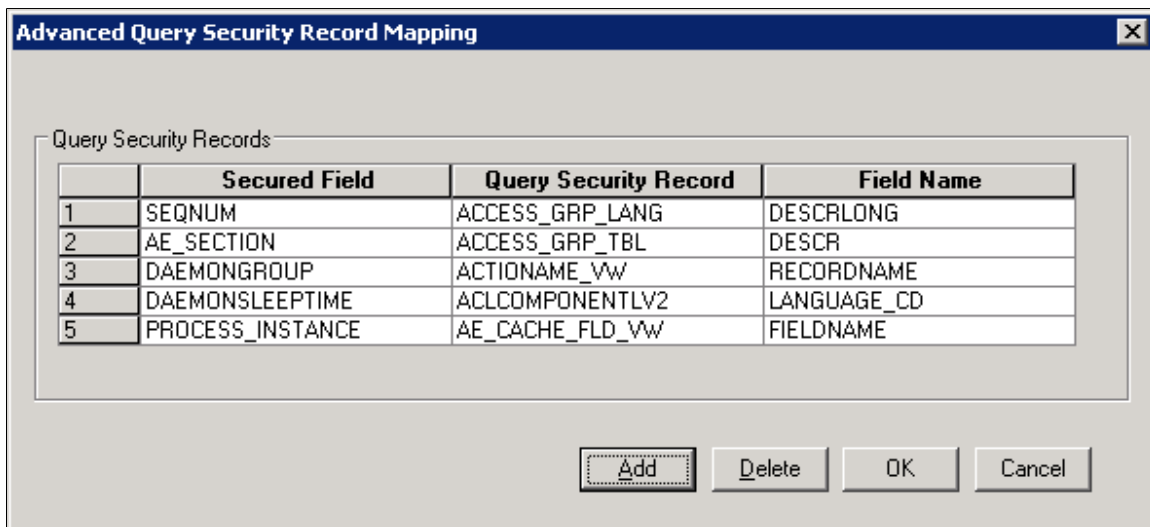 Advanced Query Security Record Mapping
Query Security Records
Secured Field Query Security Record Field Name
1 SEQNUM ACCESS_GRP_LANG DESCRLONG
2 AE_SECTION ACCESS_GRP_TBL DESCR
3 DAEMONGROUP ACTIONAME_VW RECORDNAME
4 DAEMONSLEEPTIME ACLCOMPONENTLV2 LANGUAGE_CD
5 PROCESS_INSTANCE AE_CACHE_FLD_VW FIELDNAME
Add Delete OK Cancel